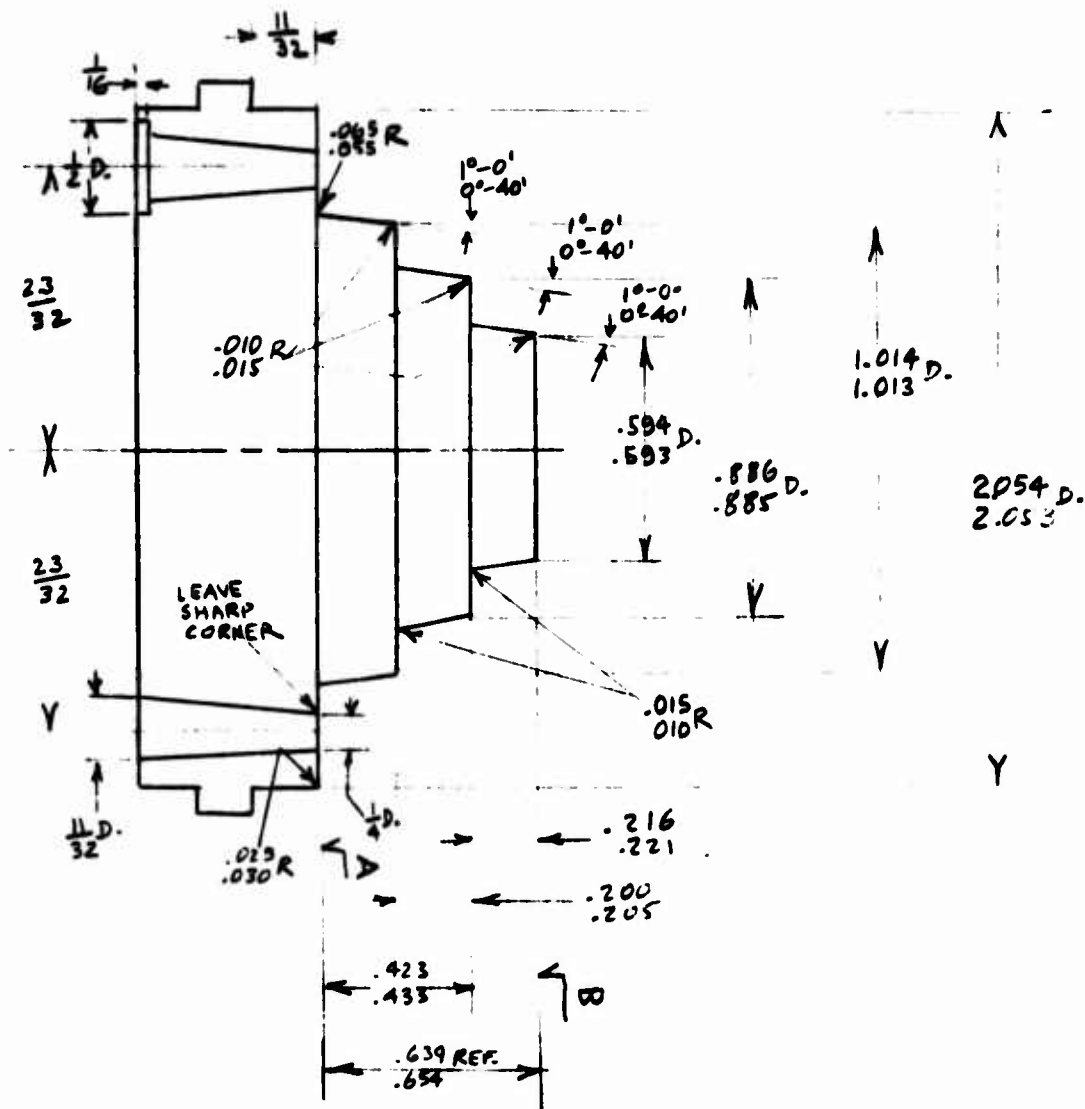 11
32
1
16
1
2 D.
.065 R
.055
1°-0'
0°-40'
1°-0'
0°-40'
1°-0'
0°40'
23
32
.010 R
.015
1.014 D.
1.013
.594 D.
.593
.886 D.
.885
2.054 D.
2.053
23
32
LEAVE
SHARP
CORNER
.015
.010 R
11
32 D.
1
4 D.
.030 R
A
.216
.221
.200
.205
.423
.433
B
.639 REF.
.654